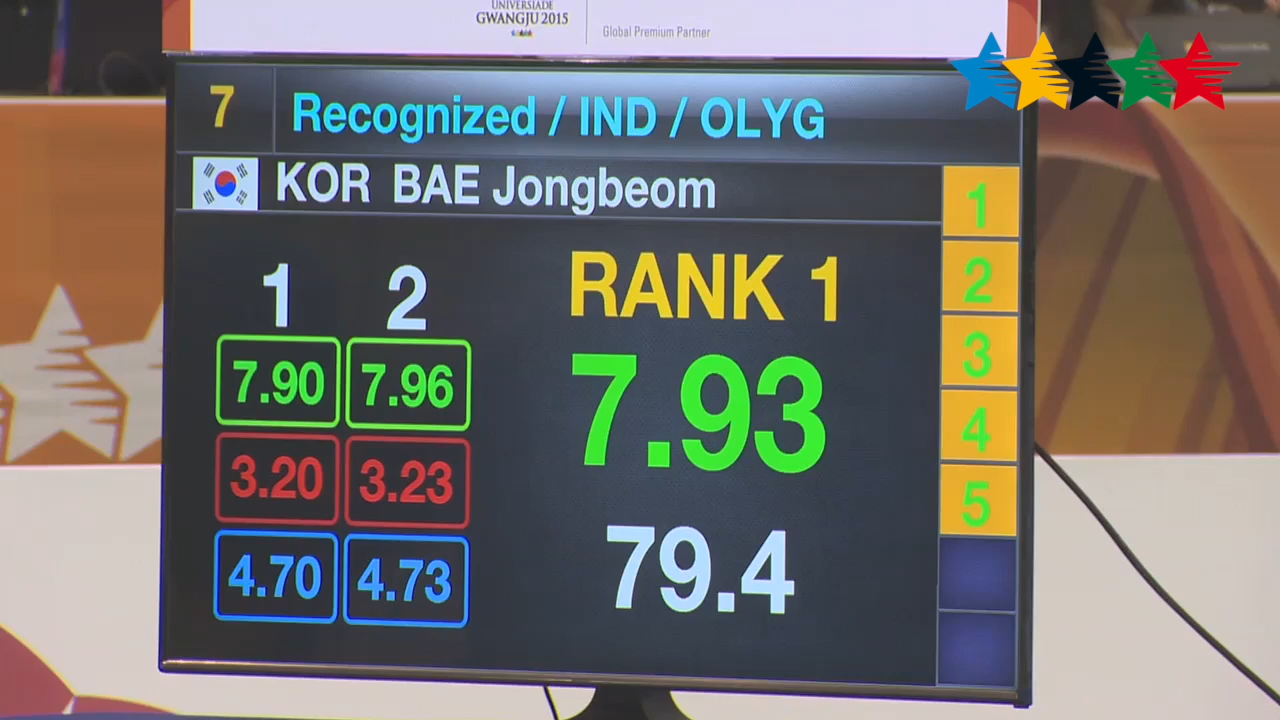 UNIVERSIADE
GWANGJU 2015
Global Premium Partner
7 Recognized / IND / OLYG
KOR BAE Jongbeom
1 2
RANK 1
7.90 7.96
7.93
3.20 3.23
4.70 4.73
79.4
1
2
3
4
5